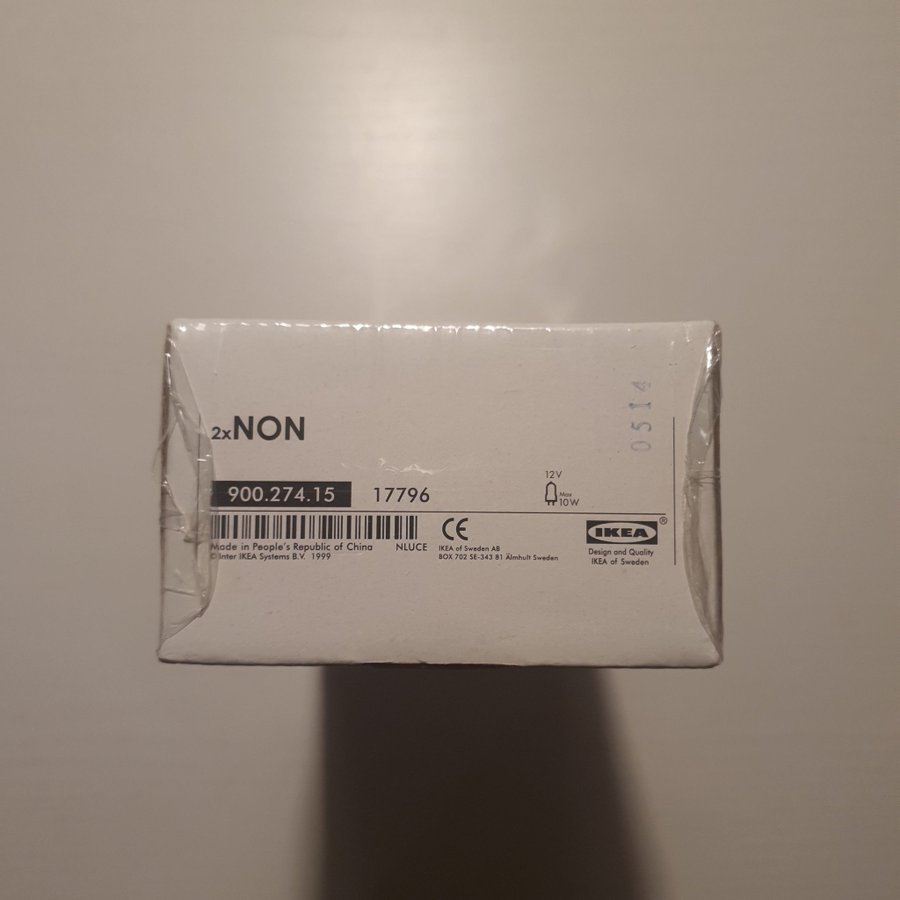 2xNON
0514
900.274.15 17796
12V
Max
10W
CE
IKEA®
Made in People's Republic of China NLUCE
© Inter IKEA Systems B.V. 1999
IKEA of Sweden AB
BOX 702 SE-343 81 Älmhult Sweden
Design and Quality
IKEA of Sweden